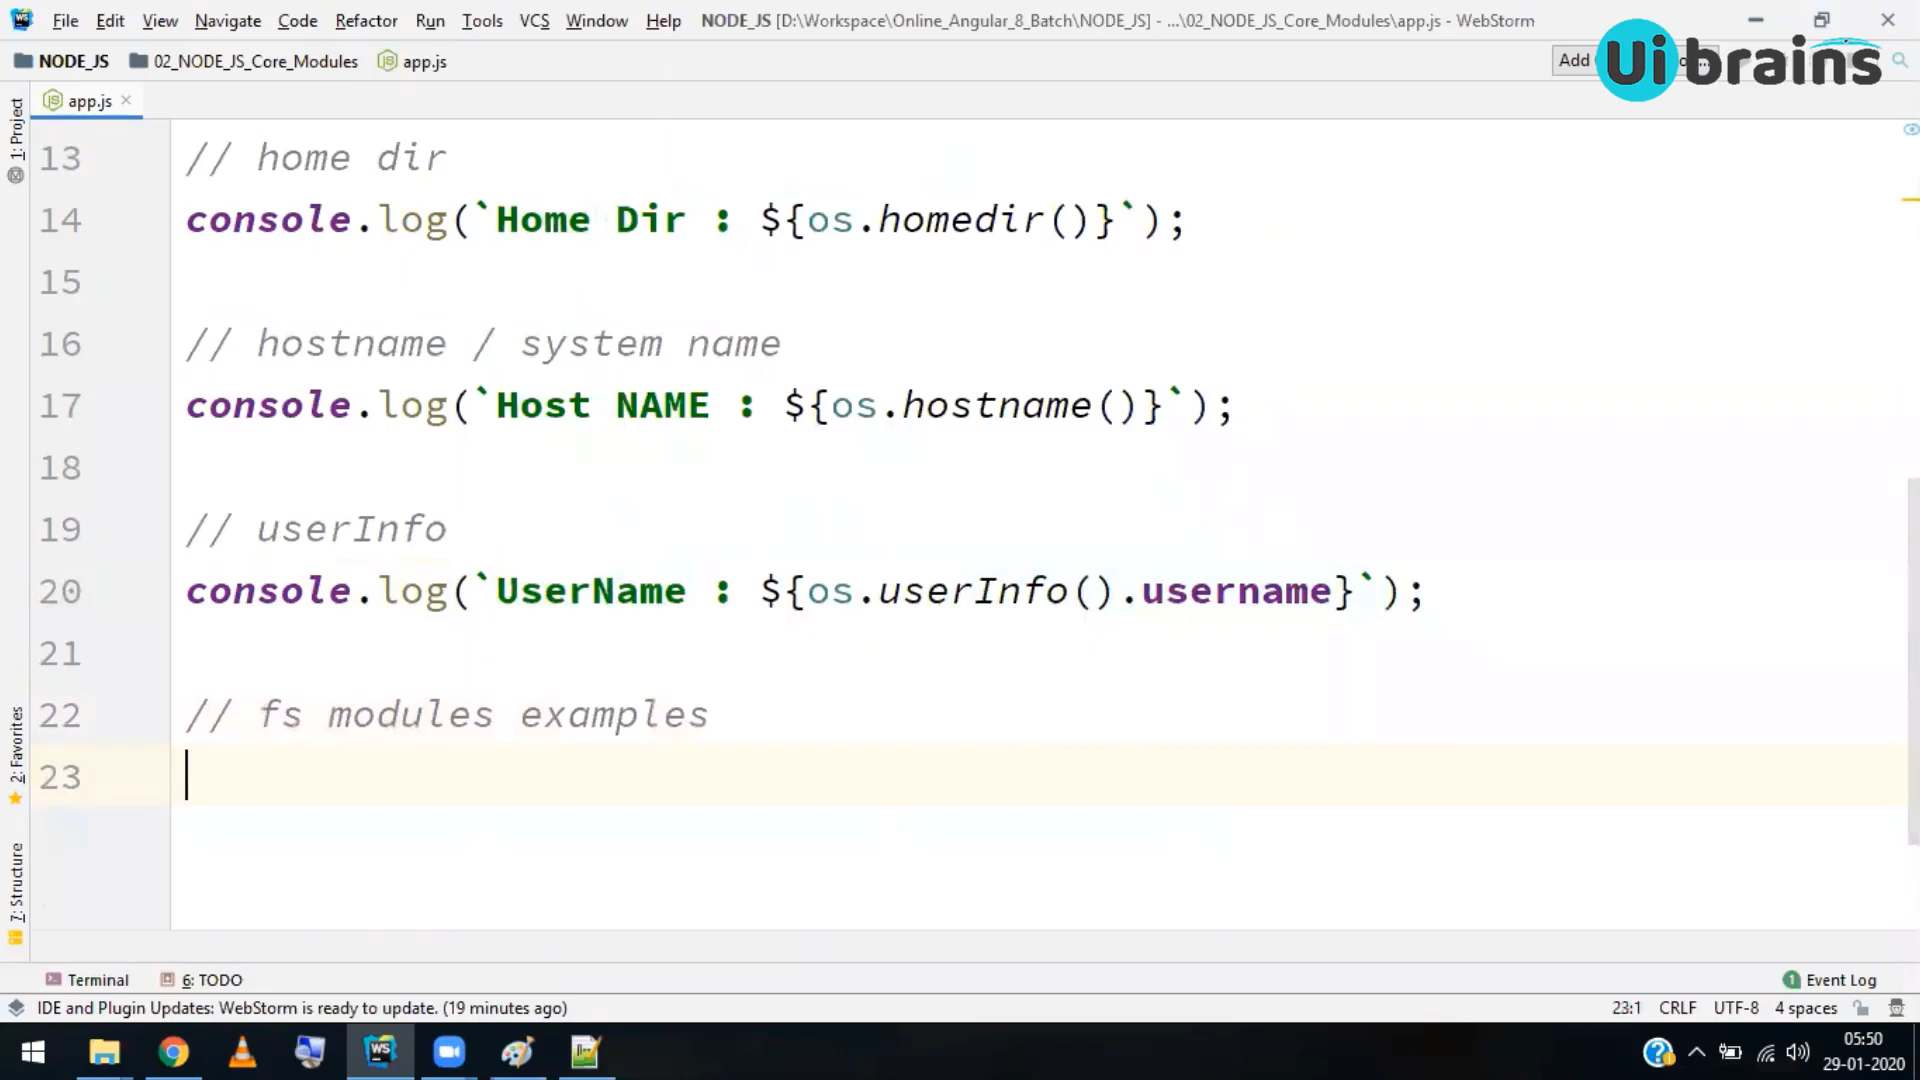 File Edit View Navigate Code Refactor Run Tools VCS Window Help NODE_JS [D:\Workspace\Online_Angular_8_Batch\NODE_JS] - ...\02_NODE_JS_Core_Modules\app.js - WebStorm
NODE_JS 02_NODE_JS_Core_Modules app.js Add
Uibrains
app.js
1: Project
13 // home dir
14 console.log(`Home Dir : ${os.homedir()}`);
15
16 // hostname / system name
17 console.log(`Host NAME : ${os.hostname()}`);
18
19 // userInfo
20 console.log(`UserName : ${os.userInfo().username}`);
21
22 // fs modules examples
23
2: Favorites
7: Structure
Terminal 6: TODO 1 Event Log
IDE and Plugin Updates: WebStorm is ready to update. (19 minutes ago) 23:1 CRLF UTF-8 4 spaces
WS
05:50
29-01-2020